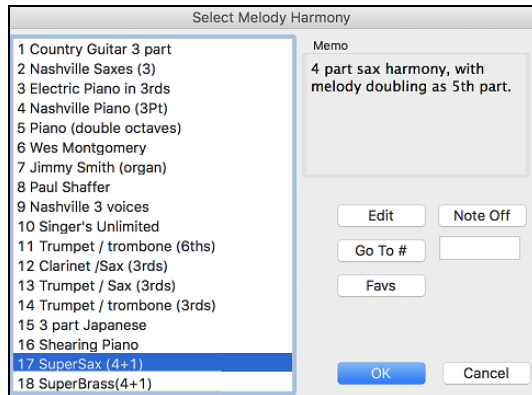 Select Melody Harmony
1 Country Guitar 3 part
2 Nashville Saxes (3)
3 Electric Piano in 3rds
4 Nashville Piano (3Pt)
5 Piano (double octaves)
6 Wes Montgomery
7 Jimmy Smith (organ)
8 Paul Shaffer
9 Nashville 3 voices
10 Singer's Unlimited
11 Trumpet / trombone (6ths)
12 Clarinet /Sax (3rds)
13 Trumpet / Sax (3rds)
14 Trumpet / trombone (3rds)
15 3 part Japanese
16 Shearing Piano
17 SuperSax (4+1)
18 SuperBrass(4+1)
Memo
4 part sax harmony, with
melody doubling as 5th part.
Edit
Note Off
Go To #
Favs
OK
Cancel